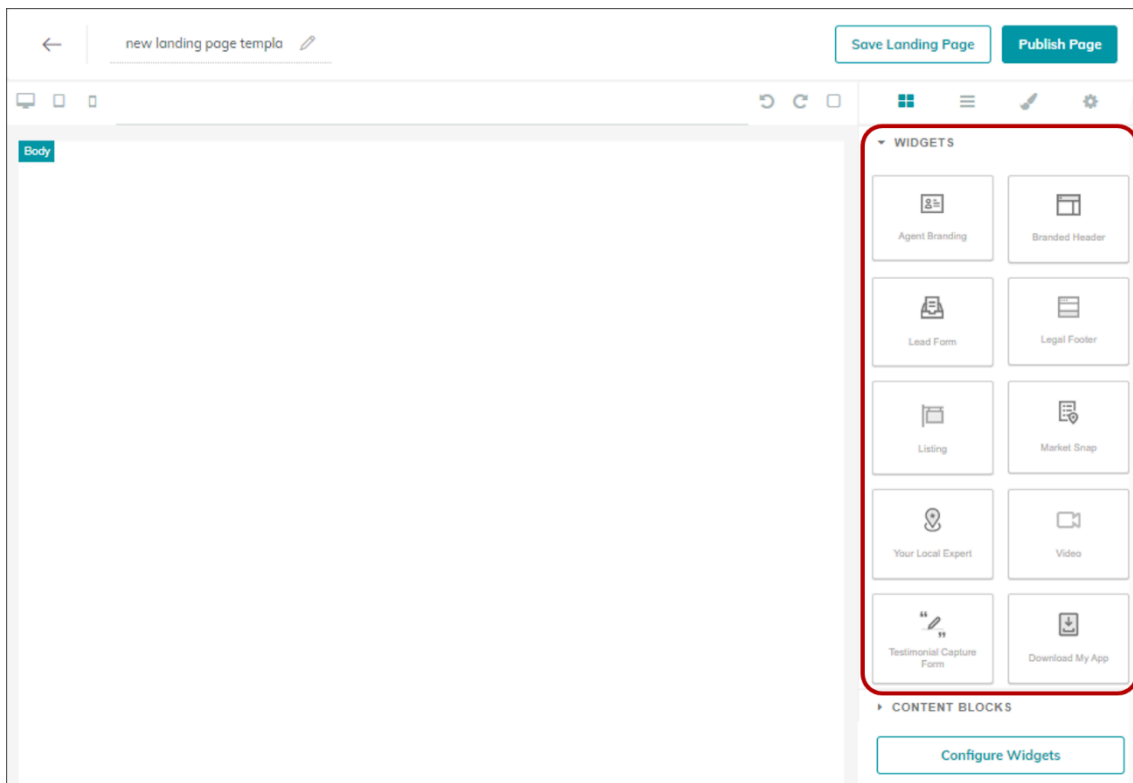 new landing page templa
Save Landing Page
Publish Page
Body
WIDGETS
Agent Branding
Branded Header
Lead Form
Legal Footer
Listing
Market Snap
Your Local Expert
Video
Testimonial Capture
Form
Download My App
CONTENT BLOCKS
Configure Widgets